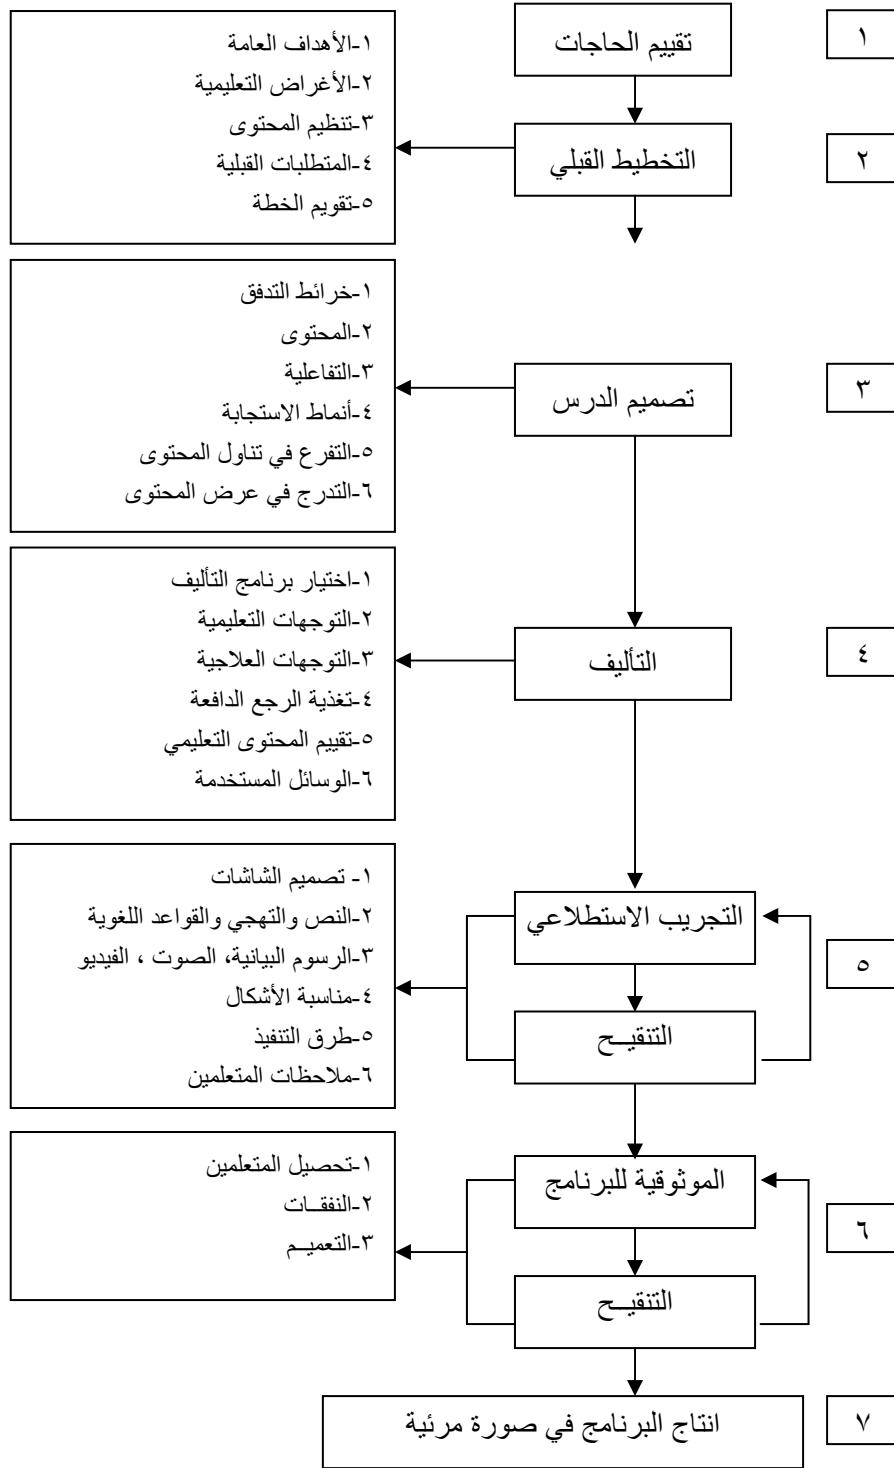 ١
تقييم الحاجات
٢
التخطيط القبلي
١-الأهداف العامة
٢-الأغراض التعليمية
٣-تنظيم المحتوى
٤-المتطلبات القبلية
٥-تقويم الخطة
٣
تصميم الدرس
١-خرائط التدفق
٢-المحتوى
٣-التفاعلية
٤-أنماط الاستجابة
٥-التفرع في تناول المحتوى
٦-التدرج في عرض المحتوى
٤
التأليف
١-اختيار برنامج التأليف
٢-التوجهات التعليمية
٣-التوجهات العلاجية
٤-تغذية الرجع الدافعة
٥-تقييم المحتوى التعليمي
٦-الوسائل المستخدمة
٥
التجريب الاستطلاعي
التنقيــح
١- تصميم الشاشات
٢-النص والتهجي والقواعد اللغوية
٣-الرسوم البيانية، الصوت ، الفيديو
٤-مناسبة الأشكال
٥-طرق التنفيذ
٦-ملاحظات المتعلمين
٦
الموثوقية للبرنامج
التنقيــح
١-تحصيل المتعلمين
٢-النفقــات
٣-التعميــم
٧
انتاج البرنامج في صورة مرئية